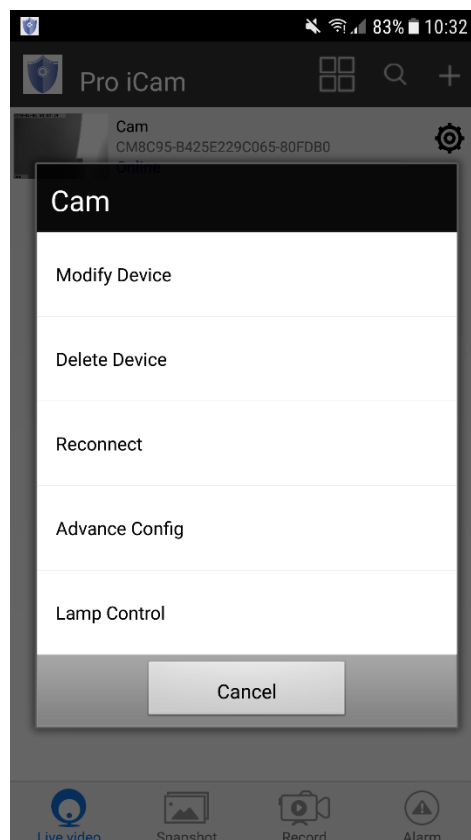 83% 10:32
Pro iCam
Cam
CM8C95-B425E229C065-80FDB0
Online
Cam
Modify Device
Delete Device
Reconnect
Advance Config
Lamp Control
Cancel
Live video Snapshot Record Alarm